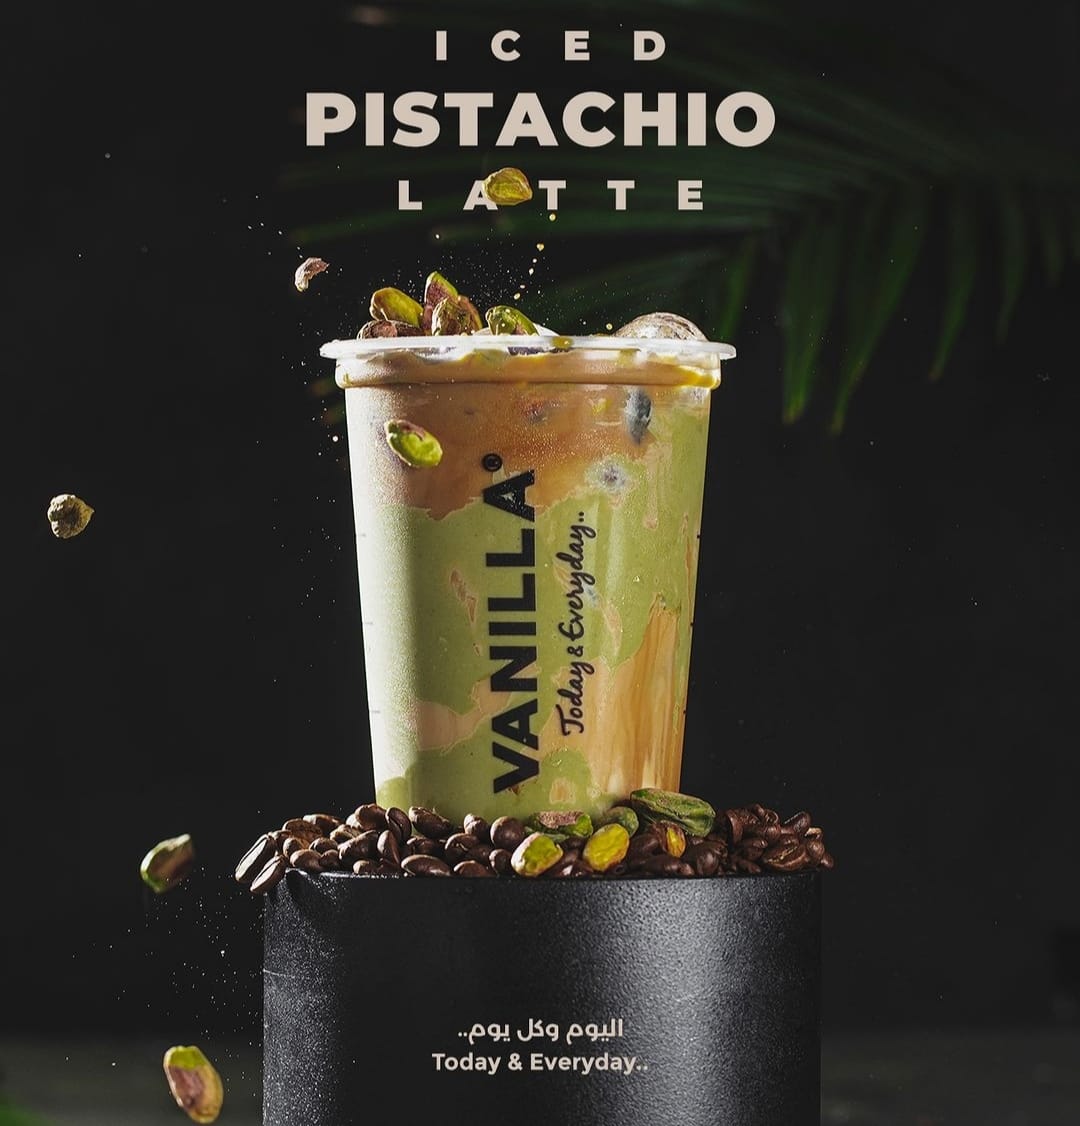 ICED
PISTACHIO
LATTE
VANILLA®
Today & Everyday..
اليوم وكل يوم..
Today & Everyday..